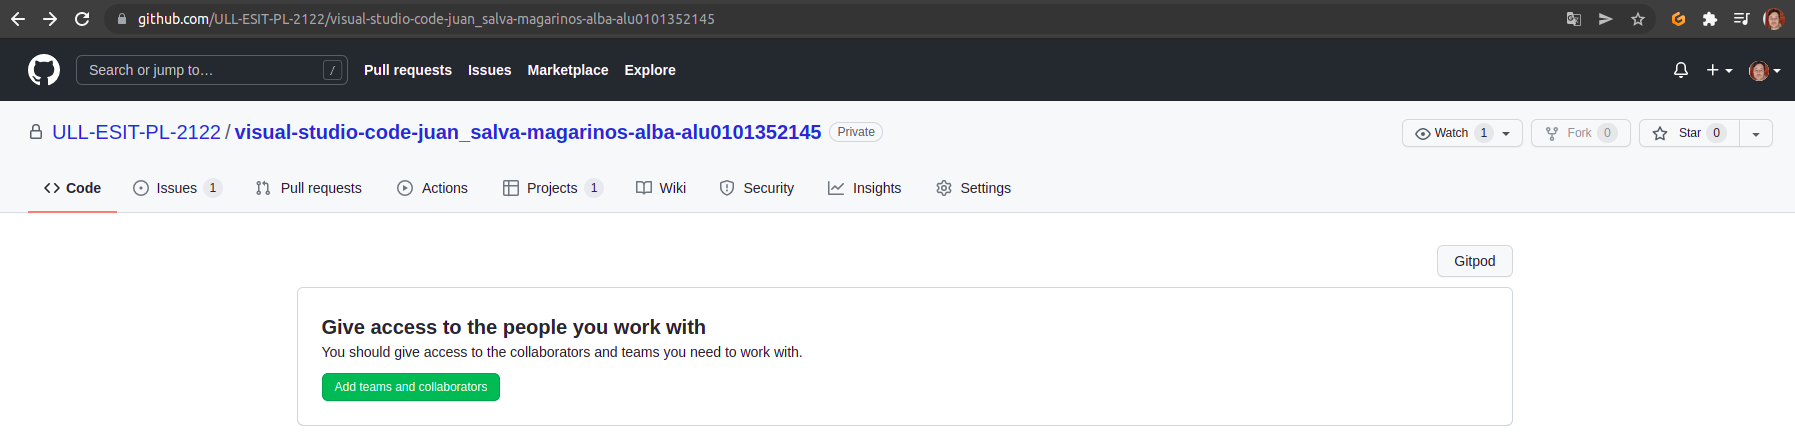 github.com/ULL-ESIT-PL-2122/visual-studio-code-juan_salva-magarinos-alba-alu0101352145
Search or jump to… / Pull requests Issues Marketplace Explore
ULL-ESIT-PL-2122 / visual-studio-code-juan_salva-magarinos-alba-alu0101352145 Private Watch 1 Fork 0 Star 0
Code Issues 1 Pull requests Actions Projects 1 Wiki Security Insights Settings
Gitpod
Give access to the people you work with
You should give access to the collaborators and teams you need to work with.
Add teams and collaborators